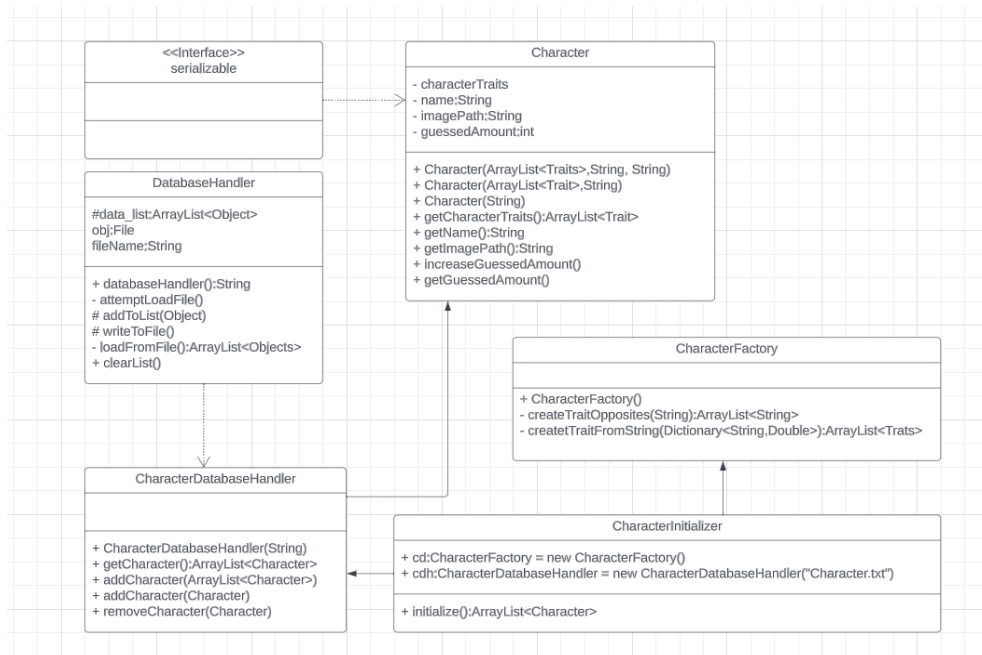 <<Interface>>
serializable
Character
- characterTraits
- name:String
- imagePath:String
- guessedAmount:int
+ Character(ArrayList<Traits>,String, String)
+ Character(ArrayList<Trait>,String)
+ Character(String)
+ getCharacterTraits():ArrayList<Trait>
+ getName():String
+ getImagePath():String
+ increaseGuessedAmount()
+ getGuessedAmount()
DatabaseHandler
#data_list:ArrayList<Object>
obj:File
fileName:String
+ databaseHandler():String
- attemptLoadFile()
# addToList(Object)
# writeToFile()
- loadFromFile():ArrayList<Objects>
+ clearList()
CharacterFactory
+ CharacterFactory()
- createTraitOpposites(String):ArrayList<String>
- createtTraitFromString(Dictionary<String,Double>):ArrayList<Trats>
CharacterDatabaseHandler
+ CharacterDatabaseHandler(String)
+ getCharacter():ArrayList<Character>
+ addCharacter(ArrayList<Character>)
+ addCharacter(Character)
+ removeCharacter(Character)
CharacterInitializer
+ cd:CharacterFactory = new CharacterFactory()
+ cdh:CharacterDatabaseHandler = new CharacterDatabaseHandler("Character.txt")
+ initialize():ArrayList<Character>